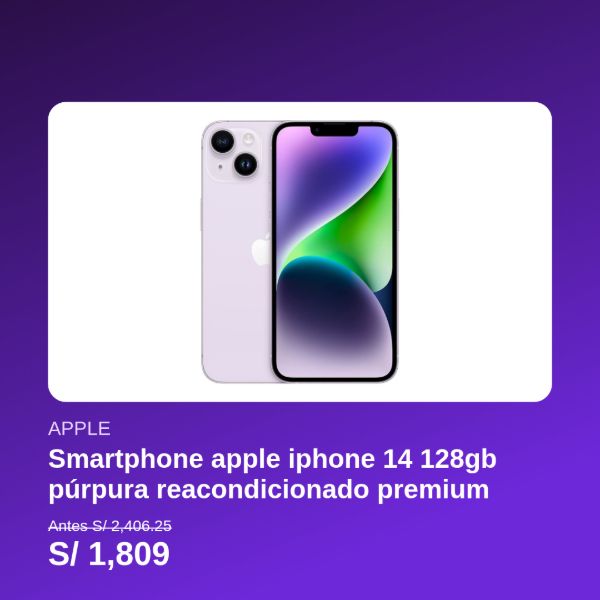 APPLE
Smartphone apple iphone 14 128gb
púrpura reacondicionado premium
Antes S/ 2,406.25
S/ 1,809